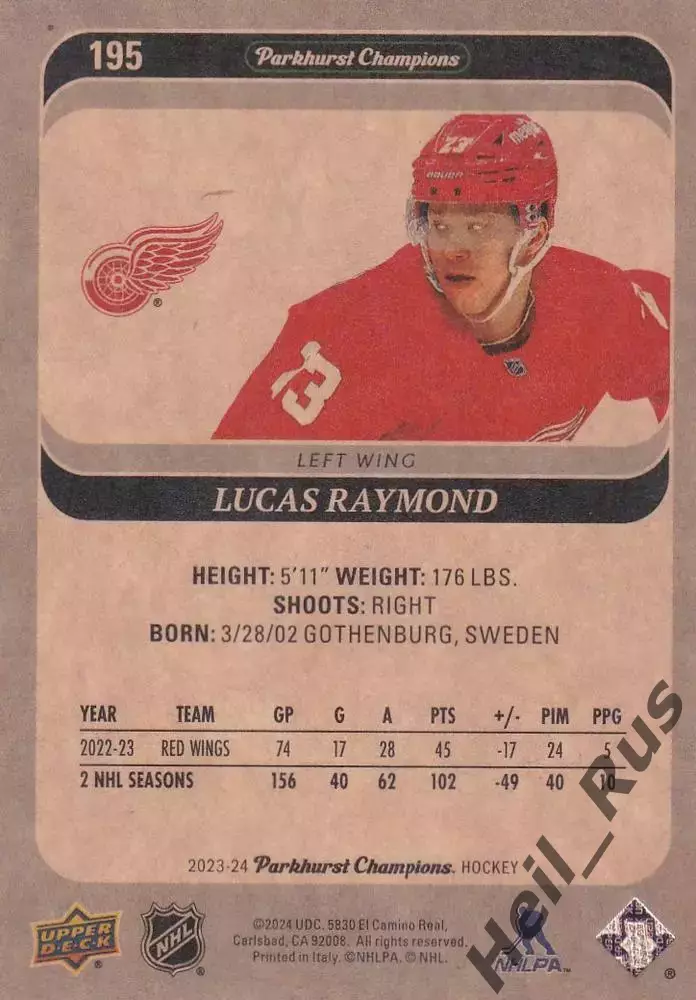 195 Parkhurst Champions
23
BAUER
23
LEFT WING
LUCAS RAYMOND
HEIGHT: 5'11" WEIGHT: 176 LBS.
SHOOTS: RIGHT
BORN: 3/28/02 GOTHENBURG, SWEDEN
YEAR TEAM GP G A PTS +/- PIM PPG
2022-23 RED WINGS 74 17 28 45 -17 24 5
2 NHL SEASONS 156 40 62 102 -49 40 10
2023-24 Parkhurst Champions. HOCKEY
UPPER DECK ®
NHL ®
©2024 UDC. 5830 El Camino Real,
Carlsbad, CA 92008. All rights reserved.
Printed in Italy. ©NHLPA. © NHL.
NHLPA™
®
Heil_Rus